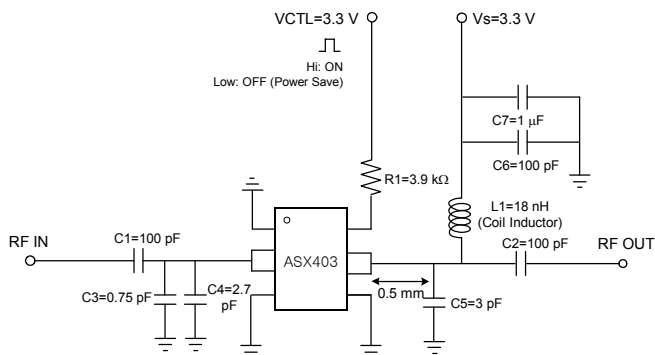 VCTL=3.3 V
Vs=3.3 V
Hi: ON
Low: OFF (Power Save)
C7=1 μF
C6=100 pF
R1=3.9 kΩ
L1=18 nH
(Coil Inductor)
RF IN
C1=100 pF
ASX403
C2=100 pF
RF OUT
C3=0.75 pF
C4=2.7
pF
0.5 mm
C5=3 pF